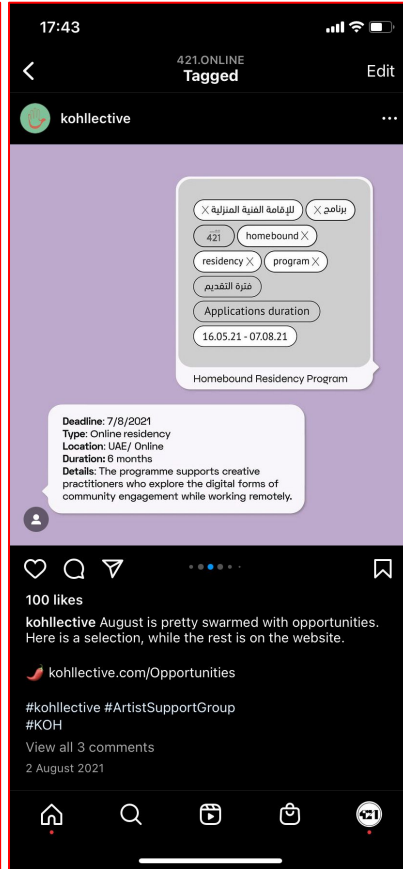 17:43
421.ONLINE
Tagged
Edit
kohllective
برنامج X للإقامة الفنية المنزلية X
421 homebound X
residency X program X
فترة التقديم
Applications duration
16.05.21 - 07.08.21
Homebound Residency Program
Deadline: 7/8/2021
Type: Online residency
Location: UAE/ Online
Duration: 6 months
Details: The programme supports creative
practitioners who explore the digital forms of
community engagement while working remotely.
100 likes
kohllective August is pretty swarmed with opportunities.
Here is a selection, while the rest is on the website.
🌶️ kohllective.com/Opportunities
#kohllective #ArtistSupportGroup
#KOH
View all 3 comments
2 August 2021
421